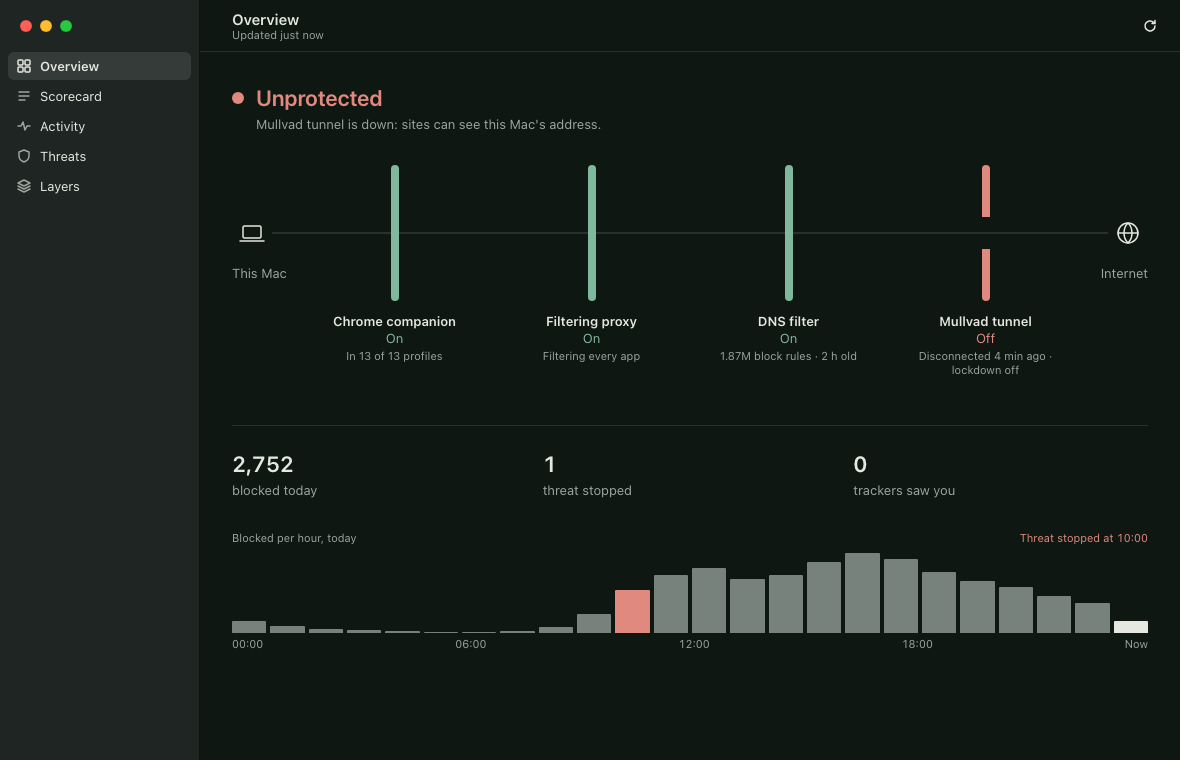 Overview
Updated just now
Overview
Scorecard
Activity
Threats
Layers
Unprotected
Mullvad tunnel is down: sites can see this Mac's address.
This Mac
Internet
Chrome companion
On
In 13 of 13 profiles
Filtering proxy
On
Filtering every app
DNS filter
On
1.87M block rules · 2 h old
Mullvad tunnel
Off
Disconnected 4 min ago ·
lockdown off
2,752
blocked today
1
threat stopped
0
trackers saw you
Blocked per hour, today
Threat stopped at 10:00
00:00
06:00
12:00
18:00
Now